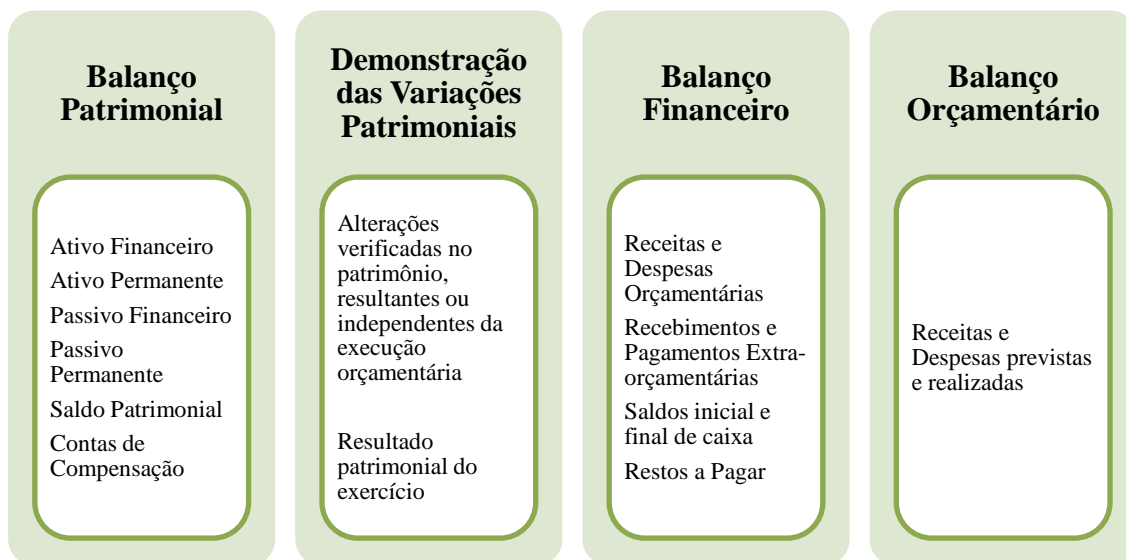 Balanço
Patrimonial
Ativo Financeiro
Ativo Permanente
Passivo Financeiro
Passivo
Permanente
Saldo Patrimonial
Contas de
Compensação
Demonstração
das Variações
Patrimoniais
Alterações
verificadas no
patrimônio,
resultantes ou
independentes da
execução
orçamentária
Resultado
patrimonial do
exercício
Balanço
Financeiro
Receitas e
Despesas
Orçamentárias
Recebimentos e
Pagamentos Extra-
orçamentárias
Saldos inicial e
final de caixa
Restos a Pagar
Balanço
Orçamentário
Receitas e
Despesas previstas
e realizadas